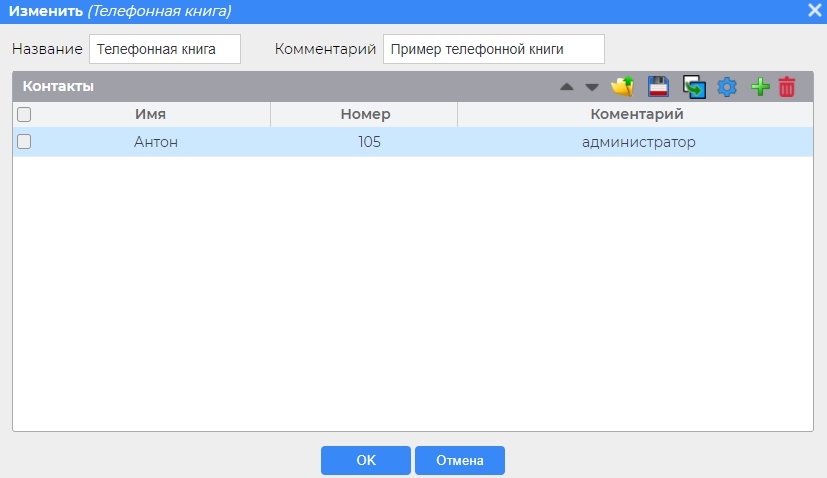 Изменить (Телефонная книга)
Название Телефонная книга Комментарий Пример телефонной книги
Контакты
Имя Номер Коментарий
Антон 105 администратор
OK Отмена